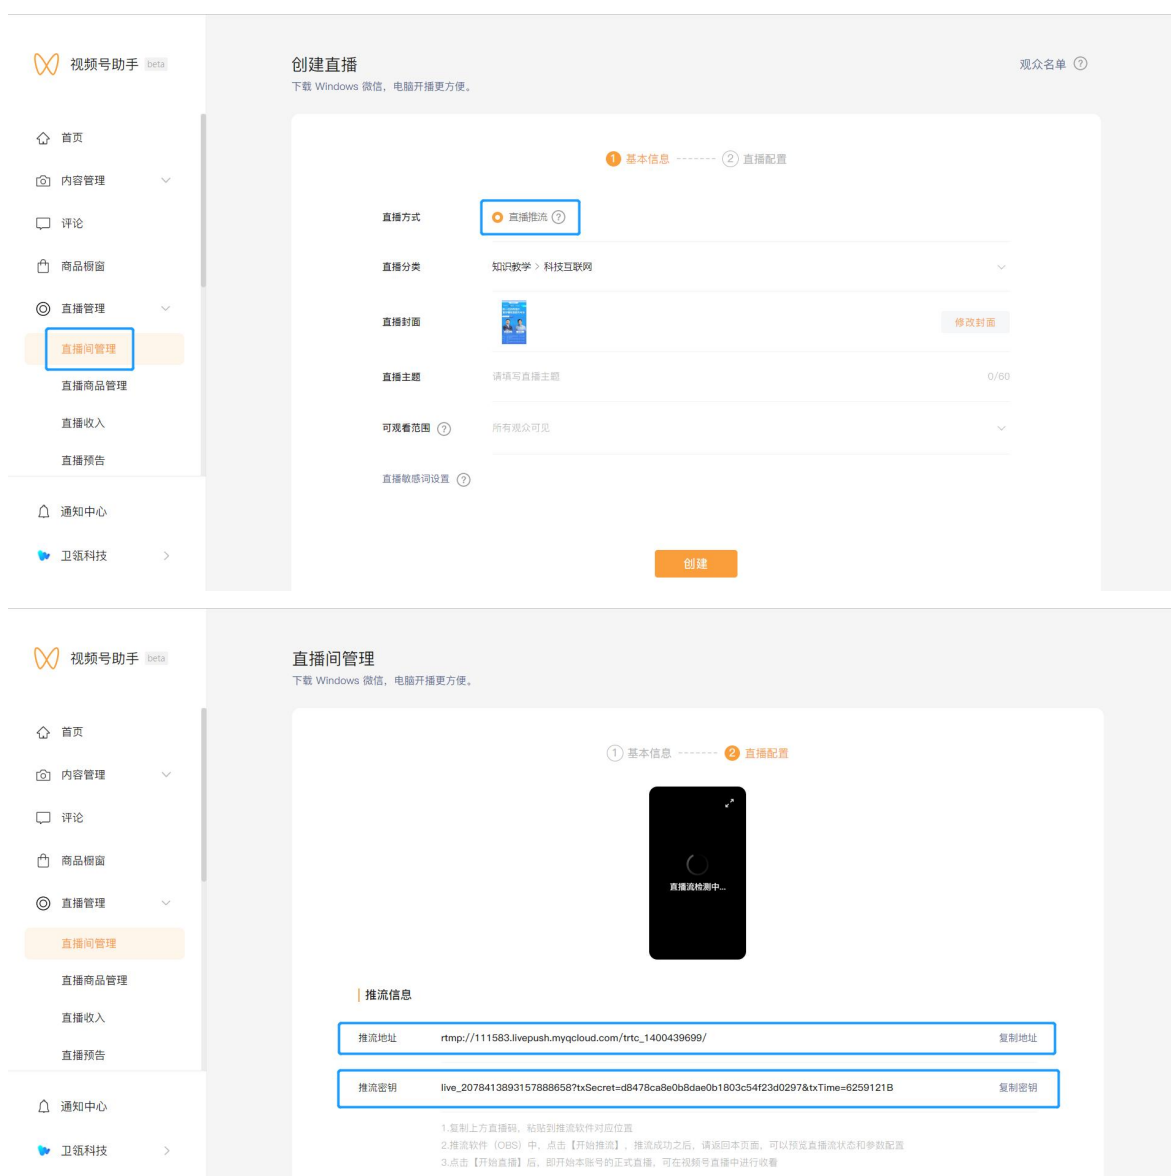 视频号助手 beta
首页
内容管理
评论
商品橱窗
直播管理
直播间管理
直播商品管理
直播收入
直播预告
通知中心
卫瓴科技
创建直播
下载 Windows 微信，电脑开播更方便。
观众名单 ?
1 基本信息 ------- 2 直播配置
直播方式 直播推流 ?
直播分类 知识教学 > 科技互联网
直播封面 修改封面
直播主题 请填写直播主题 0/60
可观看范围 ? 所有观众可见
直播敏感词设置 ?
创建
视频号助手 beta
首页
内容管理
评论
商品橱窗
直播管理
直播间管理
直播商品管理
直播收入
直播预告
通知中心
卫瓴科技
直播间管理
下载 Windows 微信，电脑开播更方便。
1 基本信息 ------- 2 直播配置
直播流检测中...
推流信息
推流地址 rtmp://111583.livepush.myqcloud.com/trtc_1400439699/ 复制地址
推流密钥 live_2078413893157888658?txSecret=d8478ca8e0b8dae0b1803c54f23d0297&txTime=6259121B 复制密钥
1.复制上方直播码，粘贴到推流软件对应位置
2.推流软件（OBS）中，点击【开始推流】，推流成功之后，请返回本页面，可以预览直播流状态和参数配置
3.点击【开始直播】后，即开始本账号的正式直播，可在视频号直播中进行收看